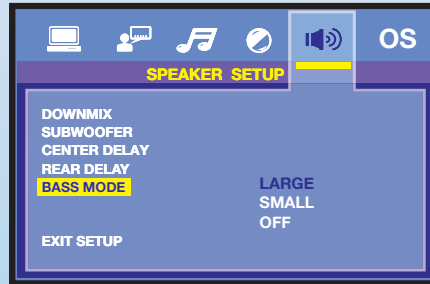 OS
SPEAKER SETUP
DOWNMIX
SUBWOOFER
CENTER DELAY
REAR DELAY
BASS MODE
LARGE
SMALL
OFF
EXIT SETUP